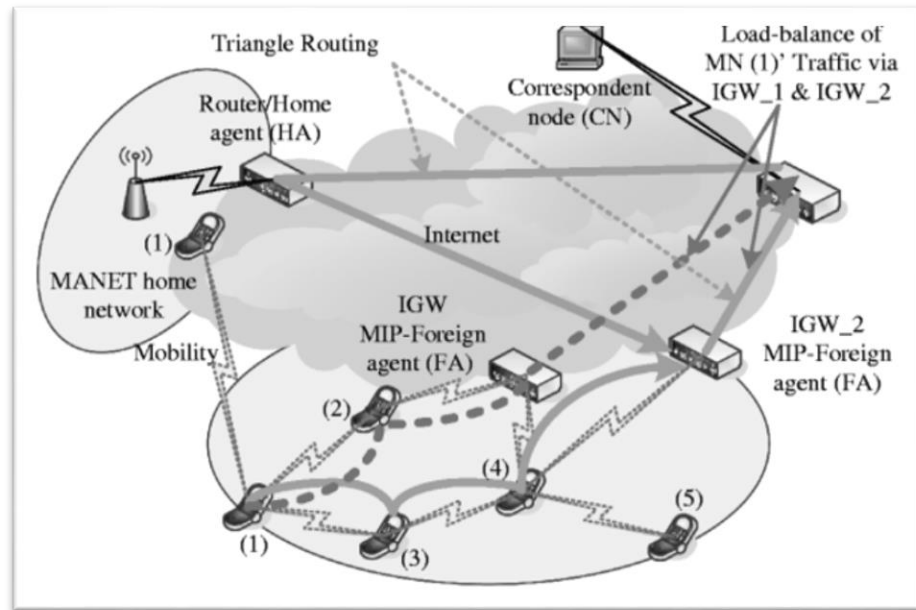 Triangle Routing
Load-balance of
MN (1)' Traffic via
IGW_1 & IGW_2
Correspondent
node (CN)
Router/Home
agent (HA)
(1)
Internet
MANET home
network
IGW
MIP-Foreign
agent (FA)
IGW_2
MIP-Foreign
agent (FA)
Mobility
(2)
(4)
(5)
(1)
(3)